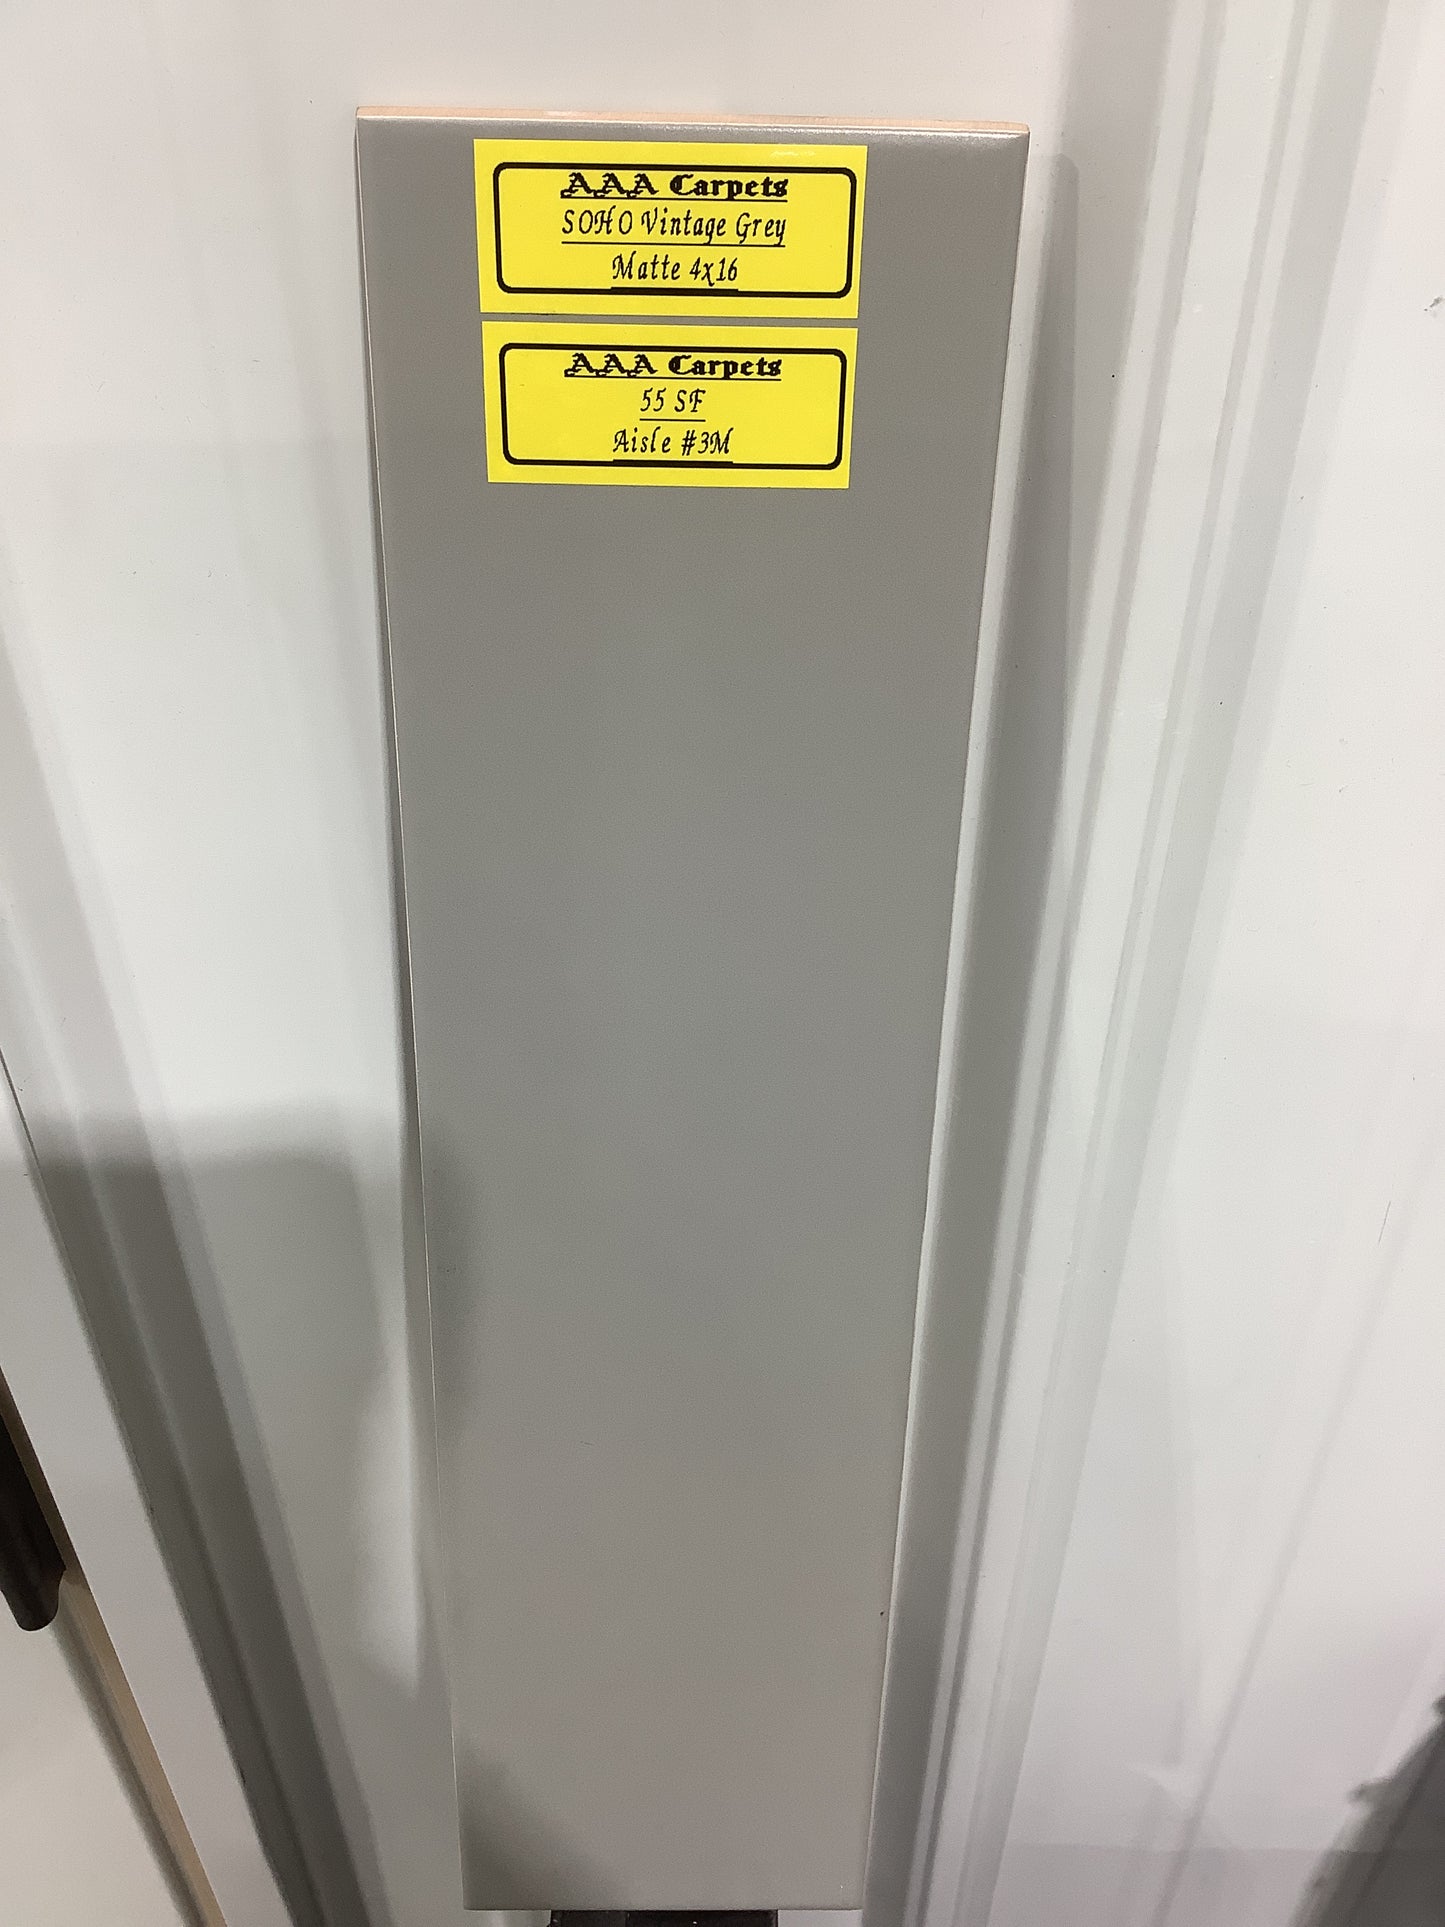 AAA Carpets
SOHO Vintage Grey
Matte 4x16
AAA Carpets
55 SF
Aisle #3M